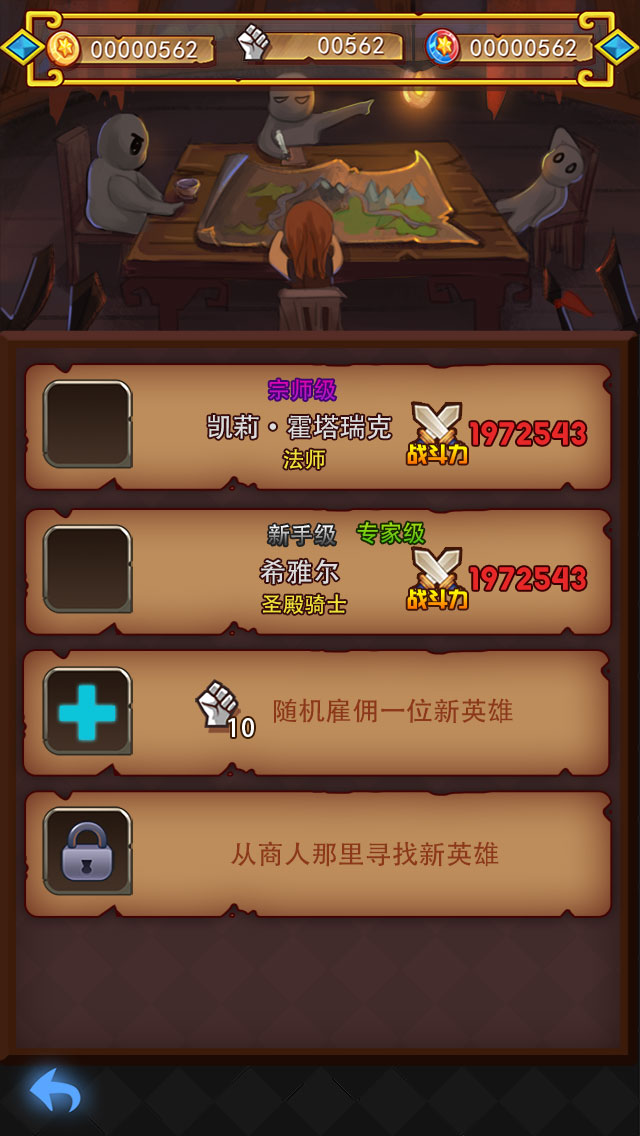 00000562 00562 00000562
宗师级
凯莉·霍塔瑞克
法师
战斗力 1972543
新手级 专家级
希雅尔
圣殿骑士
战斗力 1972543
10 随机雇佣一位新英雄
从商人那里寻找新英雄